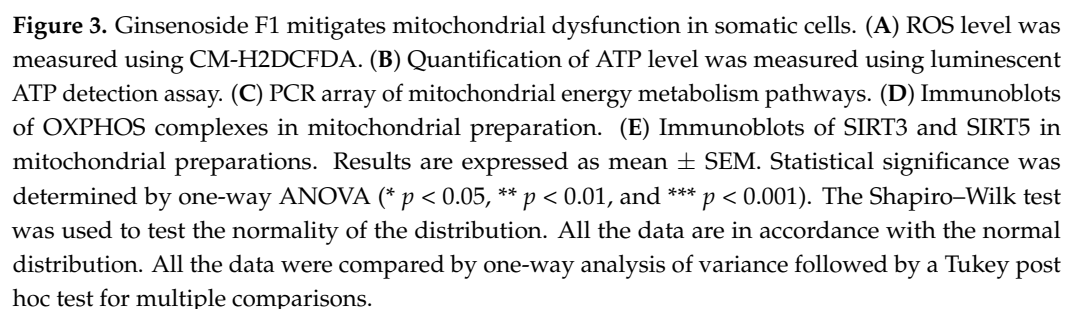 Figure 3. Ginsenoside F1 mitigates mitochondrial dysfunction in somatic cells. (A) ROS level was
measured using CM-H2DCFDA. (B) Quantification of ATP level was measured using luminescent
ATP detection assay. (C) PCR array of mitochondrial energy metabolism pathways. (D) Immunoblots
of OXPHOS complexes in mitochondrial preparation. (E) Immunoblots of SIRT3 and SIRT5 in
mitochondrial preparations. Results are expressed as mean ± SEM. Statistical significance was
determined by one-way ANOVA (* p < 0.05, ** p < 0.01, and *** p < 0.001). The Shapiro–Wilk test
was used to test the normality of the distribution. All the data are in accordance with the normal
distribution. All the data were compared by one-way analysis of variance followed by a Tukey post
hoc test for multiple comparisons.